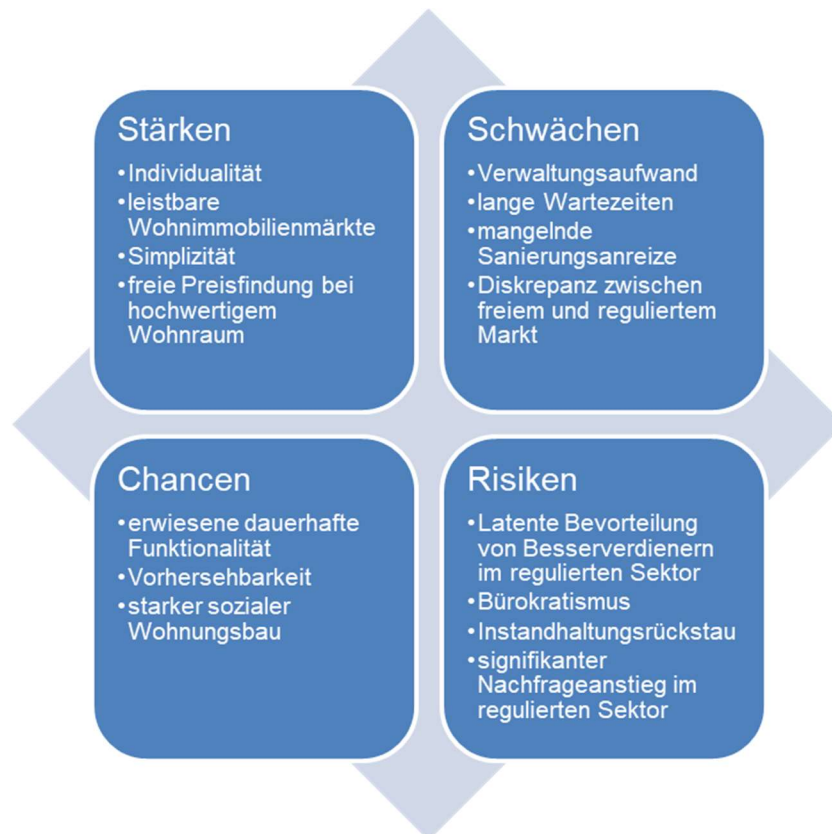 Stärken
•Individualität
•leistbare
Wohnimmobilienmärkte
•Simplizität
•freie Preisfindung bei
hochwertigem
Wohnraum
Schwächen
•Verwaltungsaufwand
•lange Wartezeiten
•mangelnde
Sanierungsanreize
•Diskrepanz zwischen
freiem und reguliertem
Markt
Chancen
•erwiesene dauerhafte
Funktionalität
•Vorhersehbarkeit
•starker sozialer
Wohnungsbau
Risiken
•Latente Bevorteilung
von Besserverdienern
im regulierten Sektor
•Bürokratismus
•Instandhaltungsrückstau
•signifikanter
Nachfrageanstieg im
regulierten Sektor